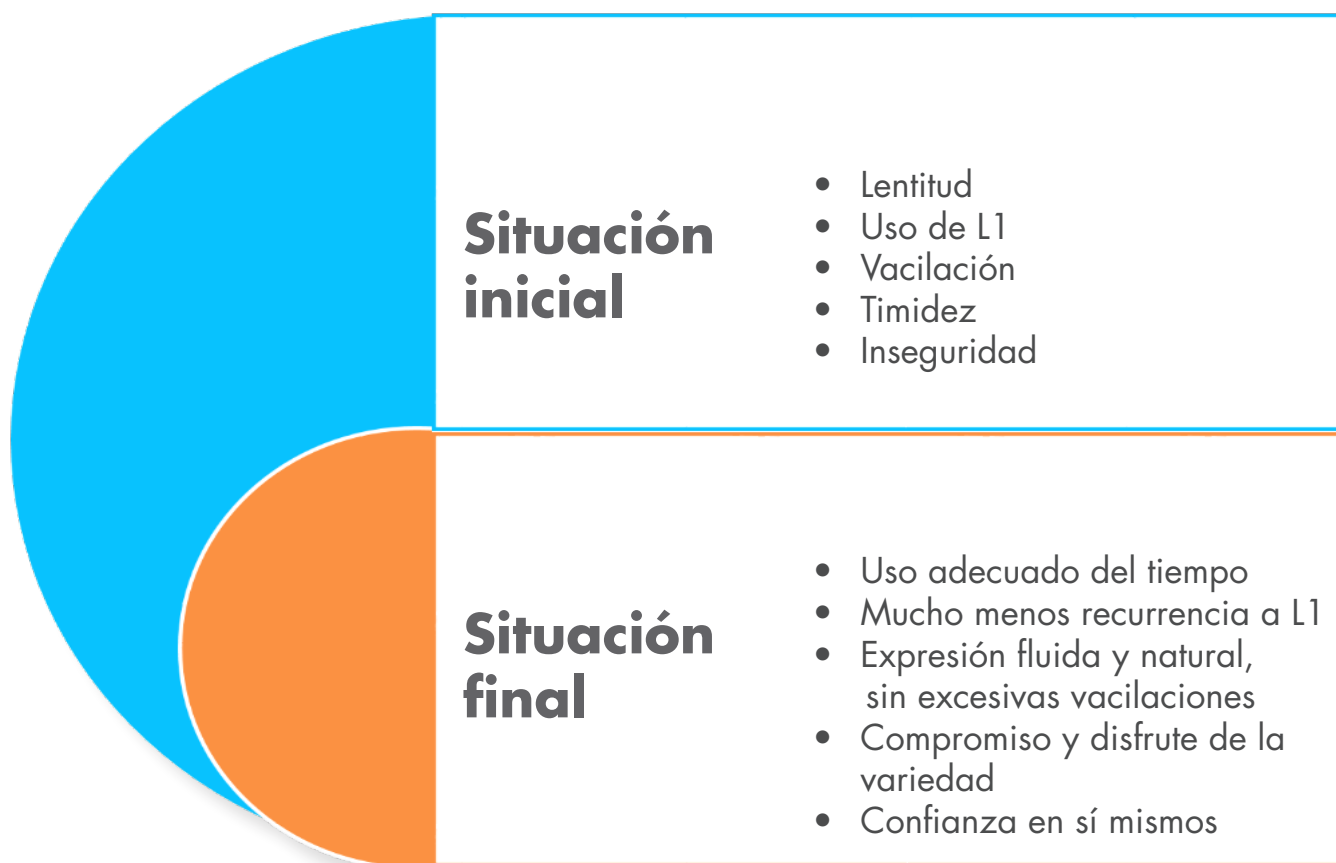 Situación
inicial
• Lentitud
• Uso de L1
• Vacilación
• Timidez
• Inseguridad
Situación
final
• Uso adecuado del tiempo
• Mucho menos recurrencia a L1
• Expresión fluida y natural,
sin excesivas vacilaciones
• Compromiso y disfrute de la
variedad
• Confianza en sí mismos